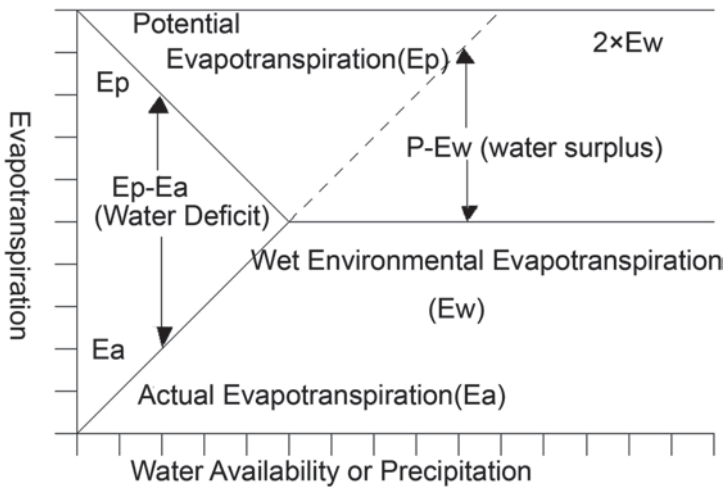 Potential
Evapotranspiration(Ep)
2×Ew
Ep
P-Ew (water surplus)
Ep-Ea
(Water Deficit)
Evapotranspiration
Wet Environmental Evapotranspiration
(Ew)
Ea
Actual Evapotranspiration(Ea)
Water Availability or Precipitation